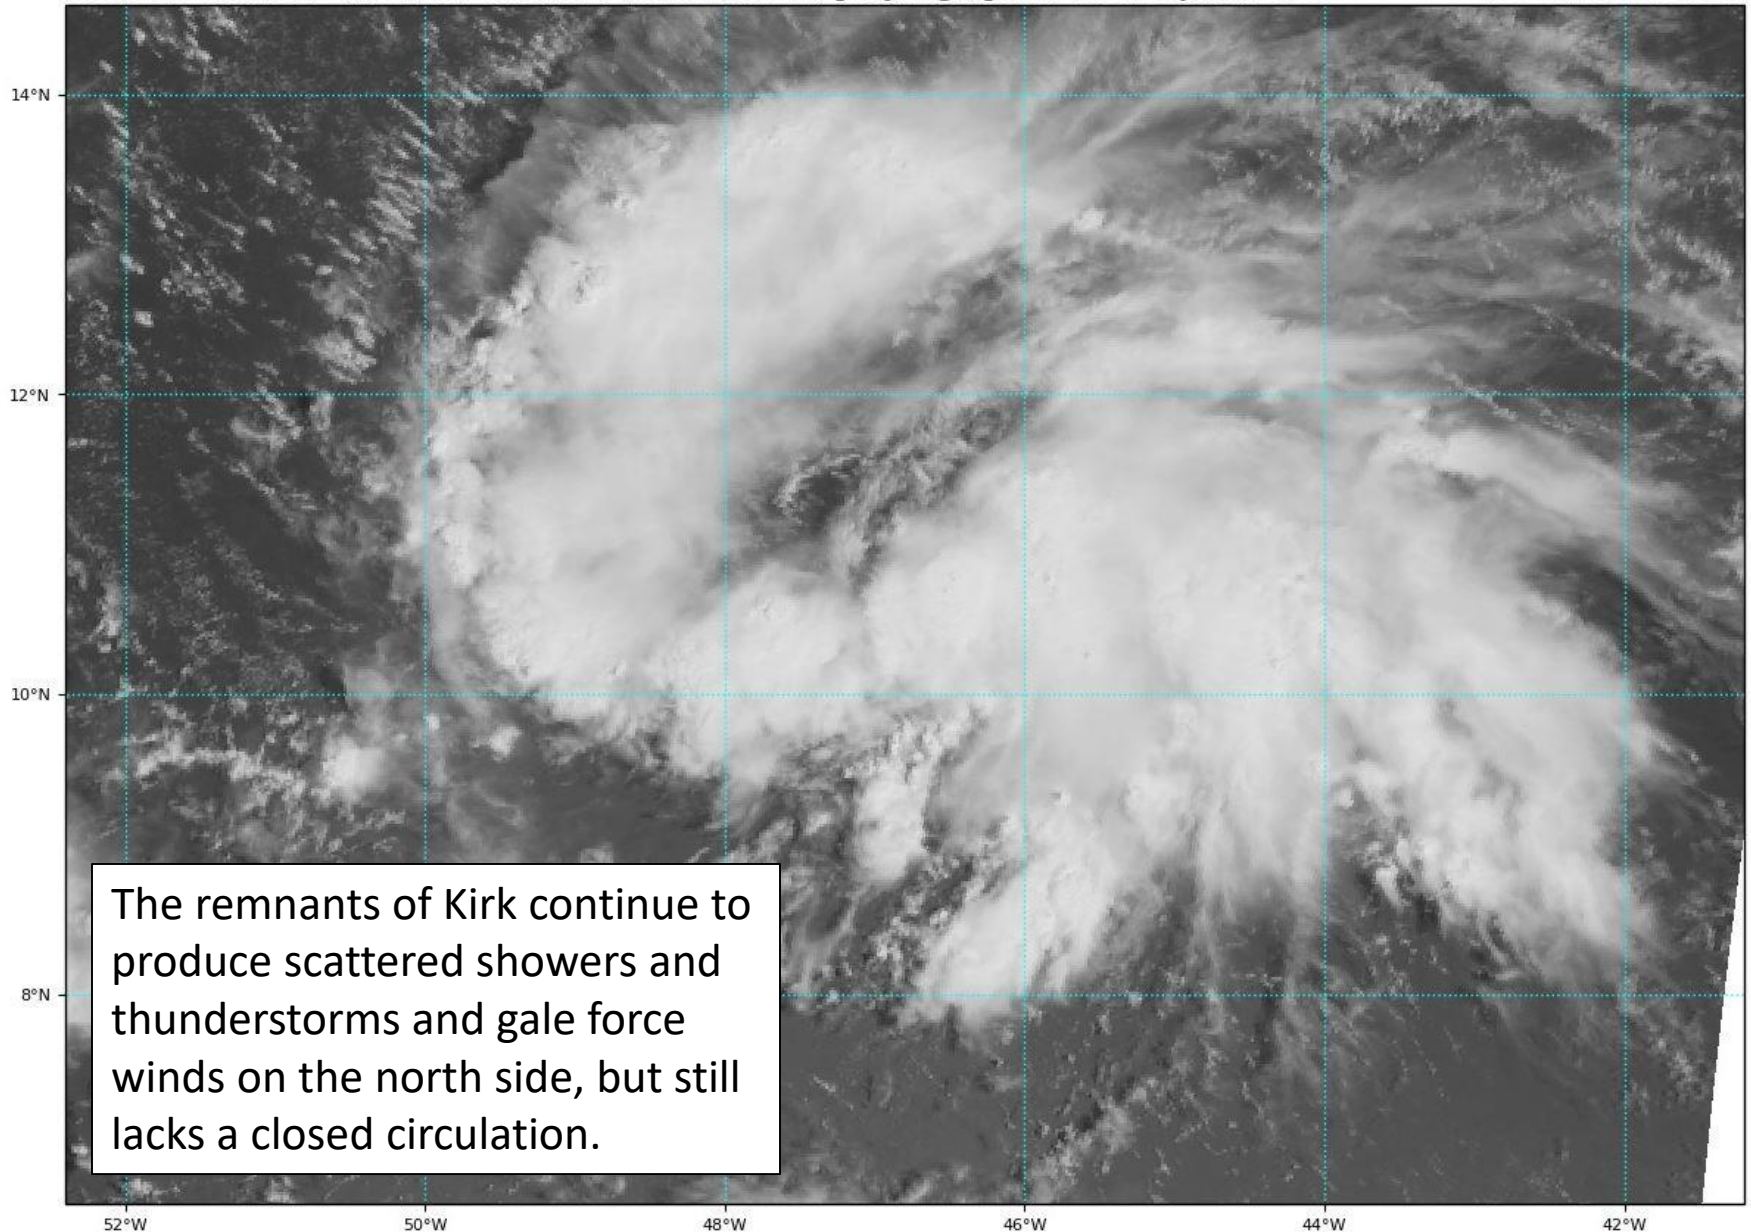 14°N
12°N
10°N
8°N
The remnants of Kirk continue to
produce scattered showers and
thunderstorms and gale force
winds on the north side, but still
lacks a closed circulation.
52°W
50°W
48°W
46°W
44°W
42°W